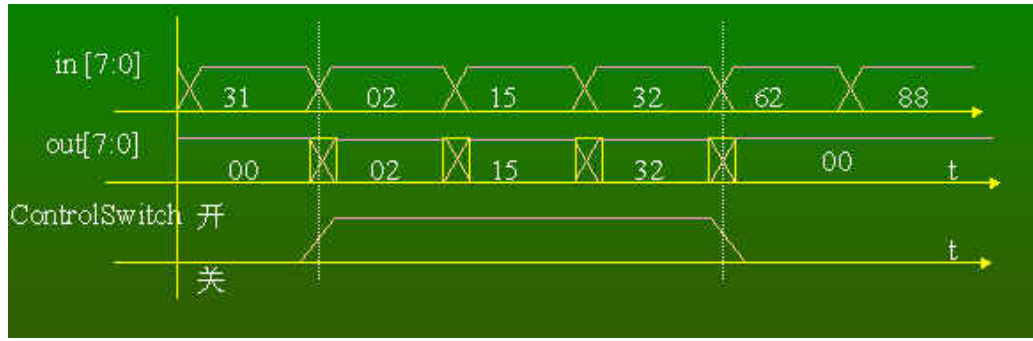 in [7:0]
31 02 15 32 62 88
out[7:0]
00 02 15 32 00 t
ControlSwitch 开
t
关